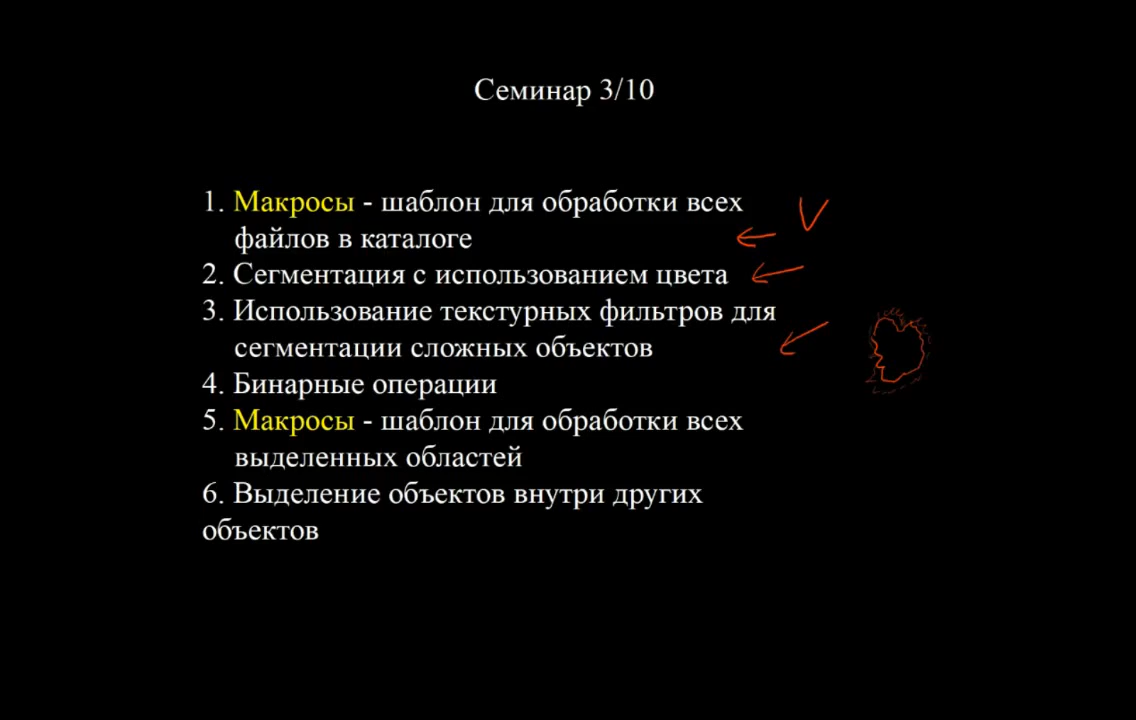 Семинар 3/10
1. Макросы - шаблон для обработки всех
файлов в каталоге
2. Сегментация с использованием цвета
3. Использование текстурных фильтров для
сегментации сложных объектов
4. Бинарные операции
5. Макросы - шаблон для обработки всех
выделенных областей
6. Выделение объектов внутри других
объектов